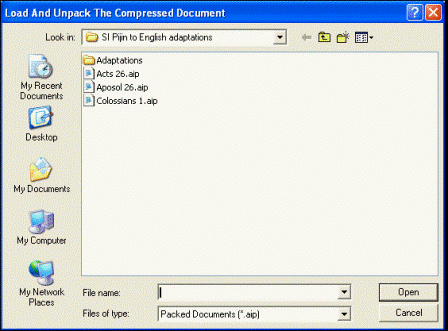 Load And Unpack The Compressed Document
Look in: SI Pijin to English adaptations
My Recent
Documents
Desktop
My Documents
My Computer
My Network
Places
Adaptations
Acts 26.aip
Aposol 26.aip
Colossians 1.aip
File name:
Open
Files of type: Packed Documents (*.aip)
Cancel